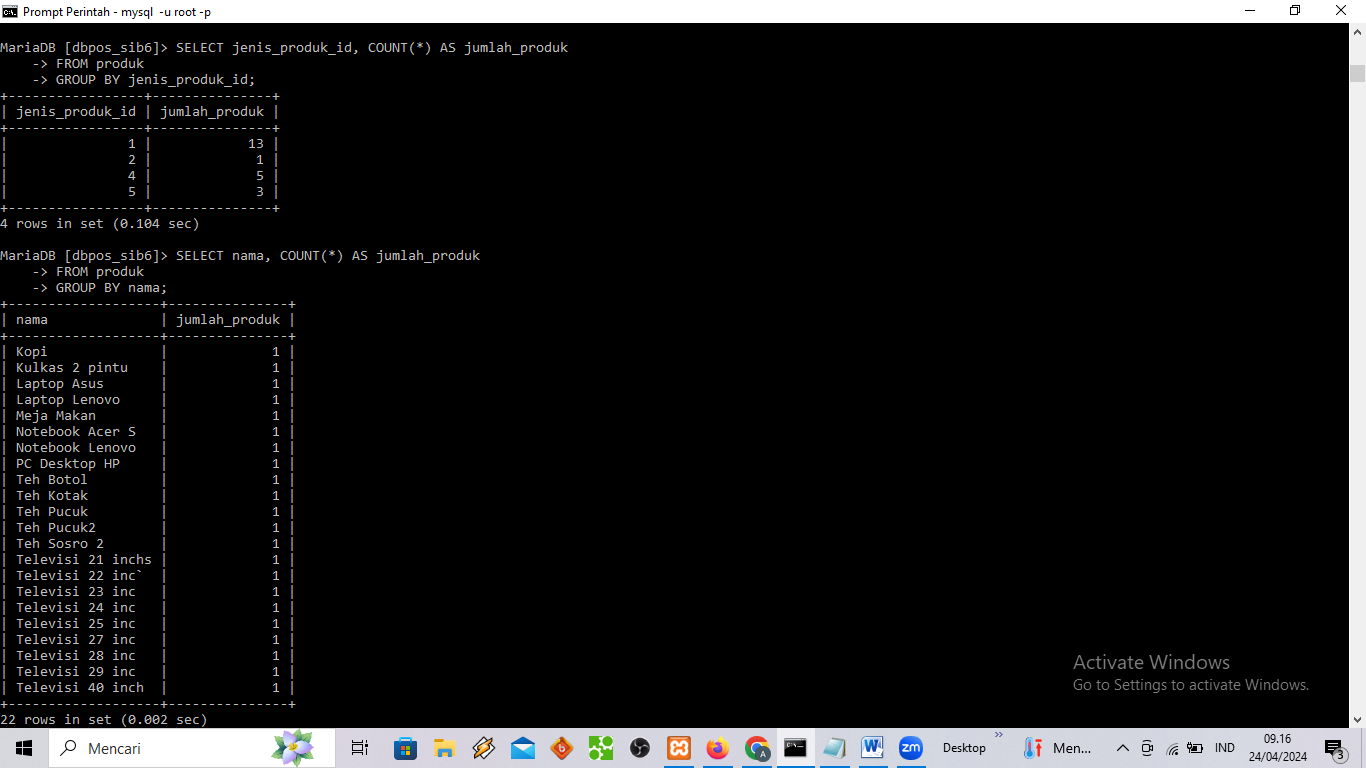 Prompt Perintah - mysql  -u root -p
MariaDB [dbpos_sib6]> SELECT jenis_produk_id, COUNT(*) AS jumlah_produk
    -> FROM produk
    -> GROUP BY jenis_produk_id;
+-----------------+---------------+
| jenis_produk_id | jumlah_produk |
+-----------------+---------------+
|               1 |            13 |
|               2 |             1 |
|               4 |             5 |
|               5 |             3 |
+-----------------+---------------+
4 rows in set (0.104 sec)
MariaDB [dbpos_sib6]> SELECT nama, COUNT(*) AS jumlah_produk
    -> FROM produk
    -> GROUP BY nama;
+-------------------+---------------+
| nama              | jumlah_produk |
+-------------------+---------------+
| Kopi              |             1 |
| Kulkas 2 pintu    |             1 |
| Laptop Asus       |             1 |
| Laptop Lenovo     |             1 |
| Meja Makan        |             1 |
| Notebook Acer S   |             1 |
| Notebook Lenovo   |             1 |
| PC Desktop HP     |             1 |
| Teh Botol         |             1 |
| Teh Kotak         |             1 |
| Teh Pucuk         |             1 |
| Teh Pucuk2        |             1 |
| Teh Sosro 2       |             1 |
| Televisi 21 inchs |             1 |
| Televisi 22 inc`  |             1 |
| Televisi 23 inc   |             1 |
| Televisi 24 inc   |             1 |
| Televisi 25 inc   |             1 |
| Televisi 27 inc   |             1 |
| Televisi 28 inc   |             1 |
| Televisi 29 inc   |             1 |
| Televisi 40 inch  |             1 |
+-------------------+---------------+
22 rows in set (0.002 sec)
Activate Windows
Go to Settings to activate Windows.
Mencari
zm
Desktop
Men...
IND
09.16
24/04/2024
3